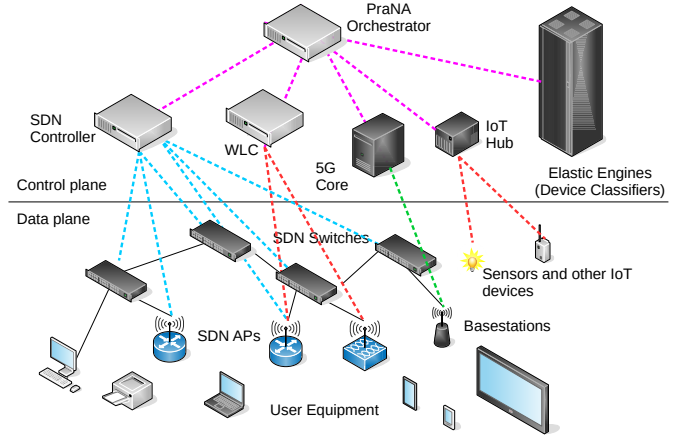 PraNA
Orchestrator
SDN
Controller
WLC
5G
Core
IoT
Hub
Elastic Engines
(Device Classifiers)
Control plane
Data plane
SDN Switches
Sensors and other IoT
devices
SDN APs
Basestations
User Equipment